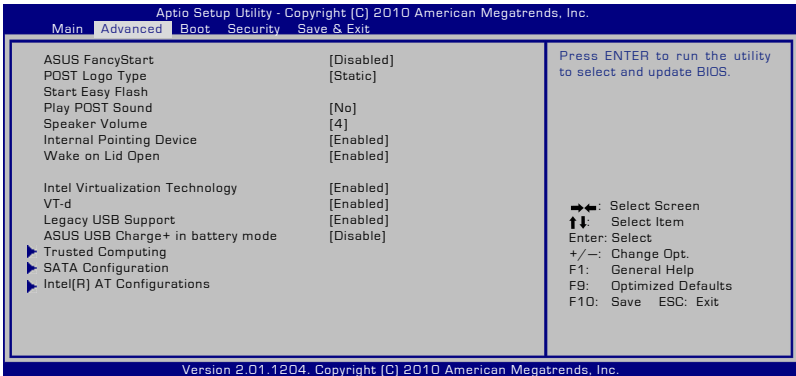 Aptio Setup Utility - Copyright (C) 2010 American Megatrends, Inc.
Main Advanced Boot Security Save & Exit
ASUS FancyStart [Disabled]
POST Logo Type [Static]
Start Easy Flash
Play POST Sound [No]
Speaker Volume [4]
Internal Pointing Device [Enabled]
Wake on Lid Open [Enabled]
Intel Virtualization Technology [Enabled]
VT-d [Enabled]
Legacy USB Support [Enabled]
ASUS USB Charge+ in battery mode [Disable]
Trusted Computing
SATA Configuration
Intel(R) AT Configurations
Press ENTER to run the utility
to select and update BIOS.
→←: Select Screen
↑↓: Select Item
Enter: Select
+/—: Change Opt.
F1: General Help
F9: Optimized Defaults
F10: Save ESC: Exit
Version 2.01.1204. Copyright (C) 2010 American Megatrends, Inc.